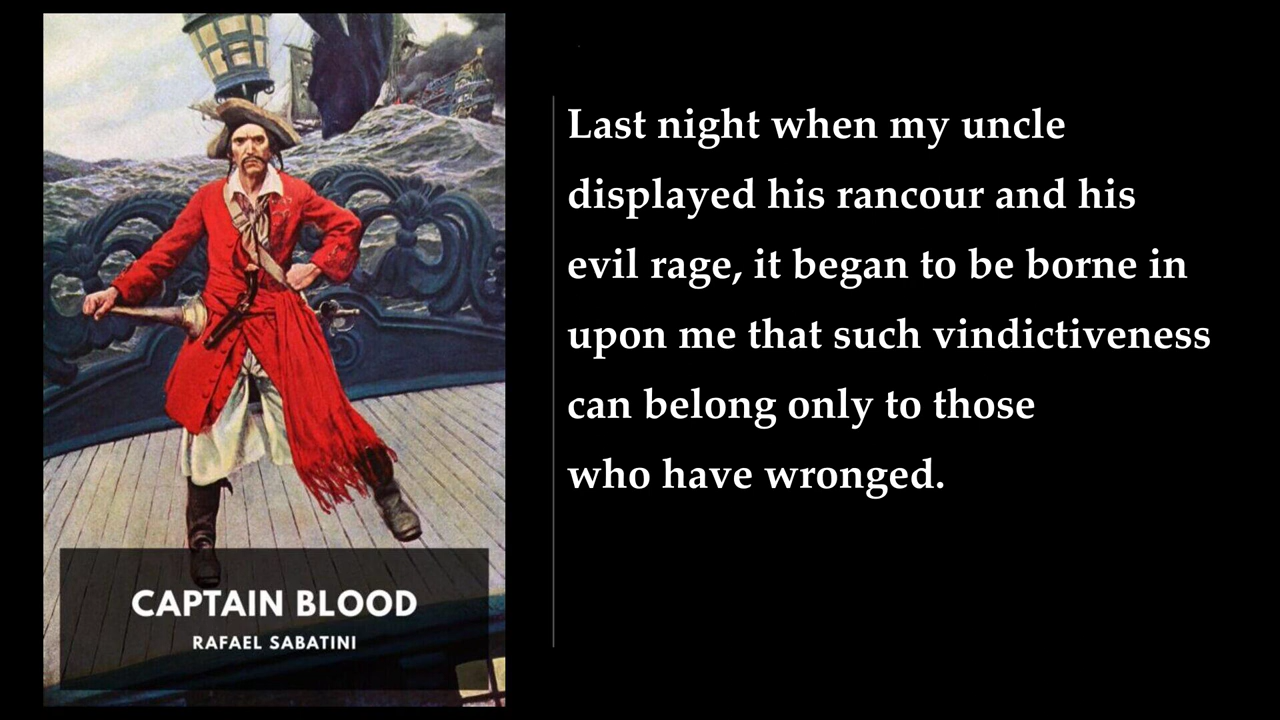 CAPTAIN BLOOD
RAFAEL SABATINI
Last night when my uncle
displayed his rancour and his
evil rage, it began to be borne in
upon me that such vindictiveness
can belong only to those
who have wronged.